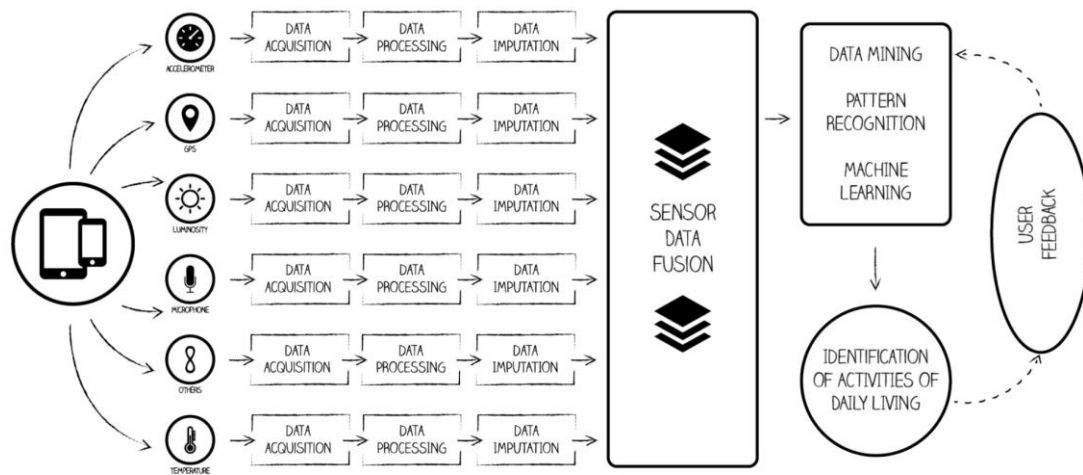 ACCELEROMETER
DATA
ACQUISITION
DATA
PROCESSING
DATA
IMPUTATION
GPS
DATA
ACQUISITION
DATA
PROCESSING
DATA
IMPUTATION
LUMINOSITY
DATA
ACQUISITION
DATA
PROCESSING
DATA
IMPUTATION
MICROPHONE
DATA
ACQUISITION
DATA
PROCESSING
DATA
IMPUTATION
OTHERS
DATA
ACQUISITION
DATA
PROCESSING
DATA
IMPUTATION
TEMPERATURE
DATA
ACQUISITION
DATA
PROCESSING
DATA
IMPUTATION
SENSOR
DATA
FUSION
DATA MINING
PATTERN
RECOGNITION
MACHINE
LEARNING
IDENTIFICATION
OF ACTIVITIES OF
DAILY LIVING
USER
FEEDBACK